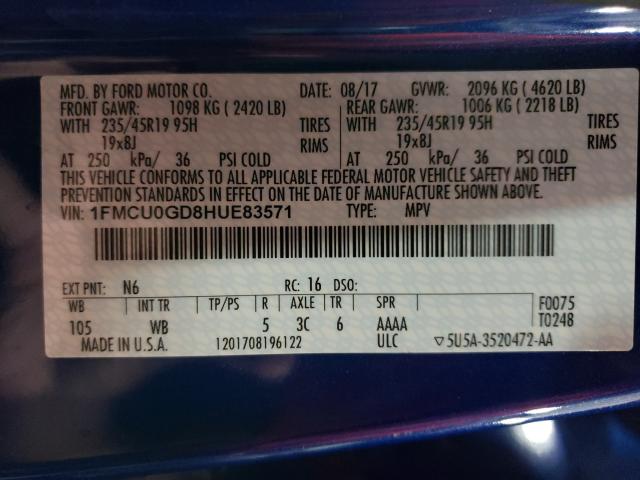 MFD. BY FORD MOTOR CO. DATE: 08/17 GVWR: 2096 KG ( 4620 LB)
FRONT GAWR: 1098 KG ( 2420 LB) REAR GAWR: 1006 KG ( 2218 LB)
WITH 235/45R19 95H TIRES WITH 235/45R19 95H TIRES
19x8J RIMS 19x8J RIMS
AT 250 kPa/ 36 PSI COLD AT 250 kPa/ 36 PSI COLD
THIS VEHICLE CONFORMS TO ALL APPLICABLE FEDERAL MOTOR VEHICLE SAFETY AND THEFT
PREVENTION STANDARDS IN EFFECT ON THE DATE OF MANUFACTURE SHOWN ABOVE.
VIN: 1FMCU0GD8HUE83571 TYPE: MPV
EXT PNT: N6 RC: 16 DSO:
WB INT TR TP/PS R AXLE TR SPR F0075
105 WB 5 3C 6 AAAA T0248
MADE IN U.S.A. 1201708196122 ULC ▽5U5A-3520472-AA